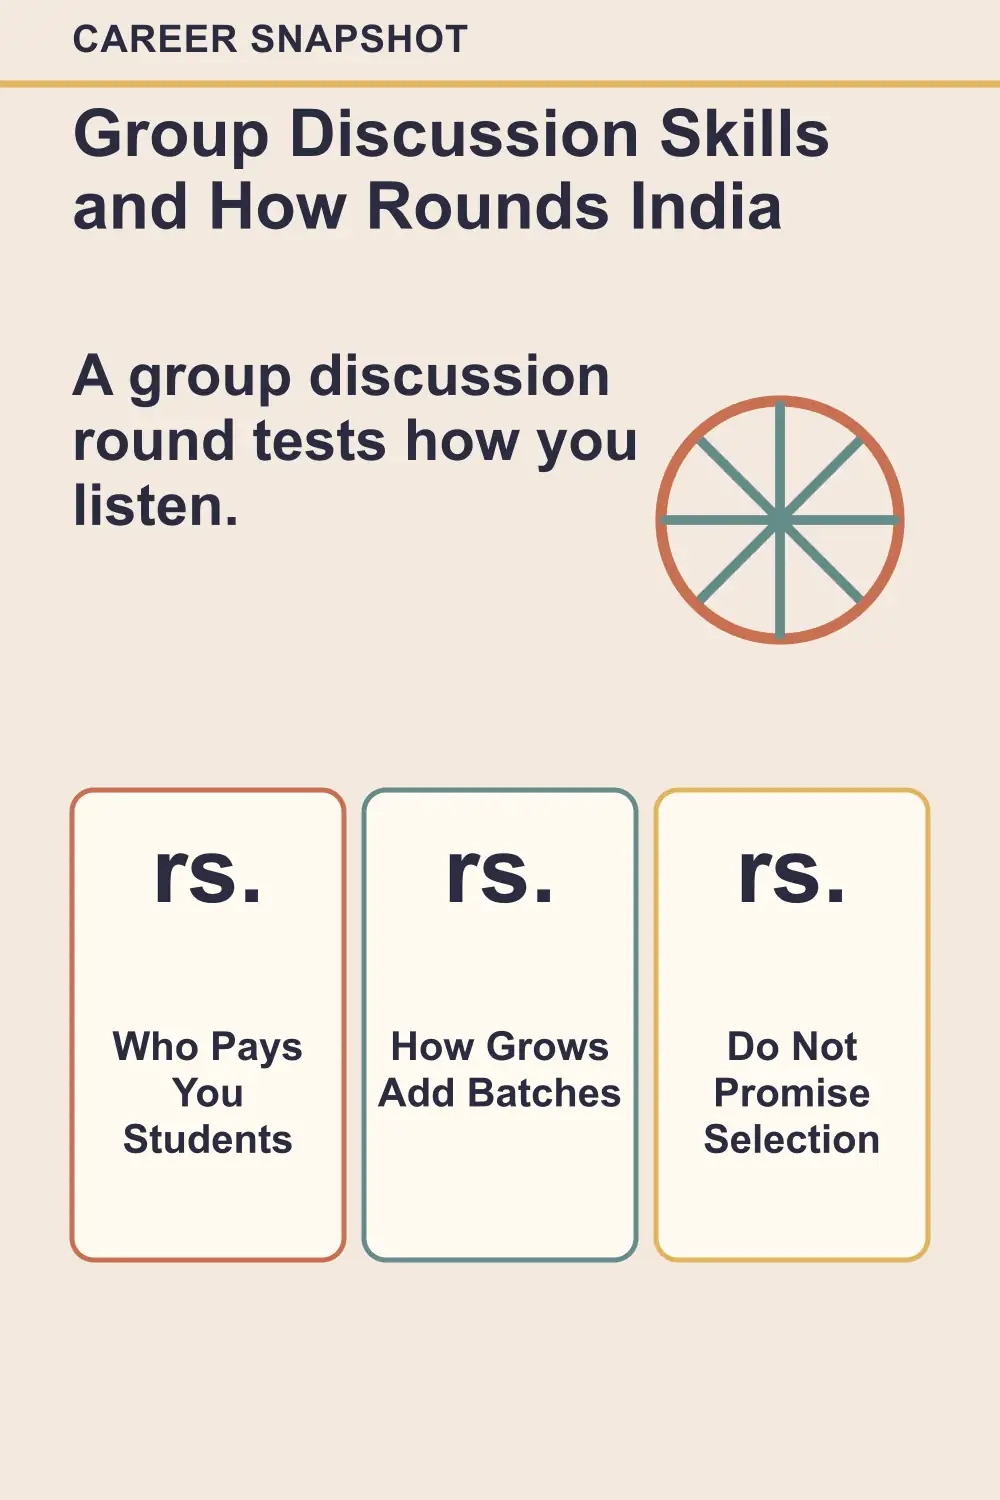 CAREER SNAPSHOT
Group Discussion Skills
and How Rounds India
A group discussion
round tests how you
listen.
rs.
Who Pays
You
Students
rs.
How Grows
Add Batches
rs.
Do Not
Promise
Selection